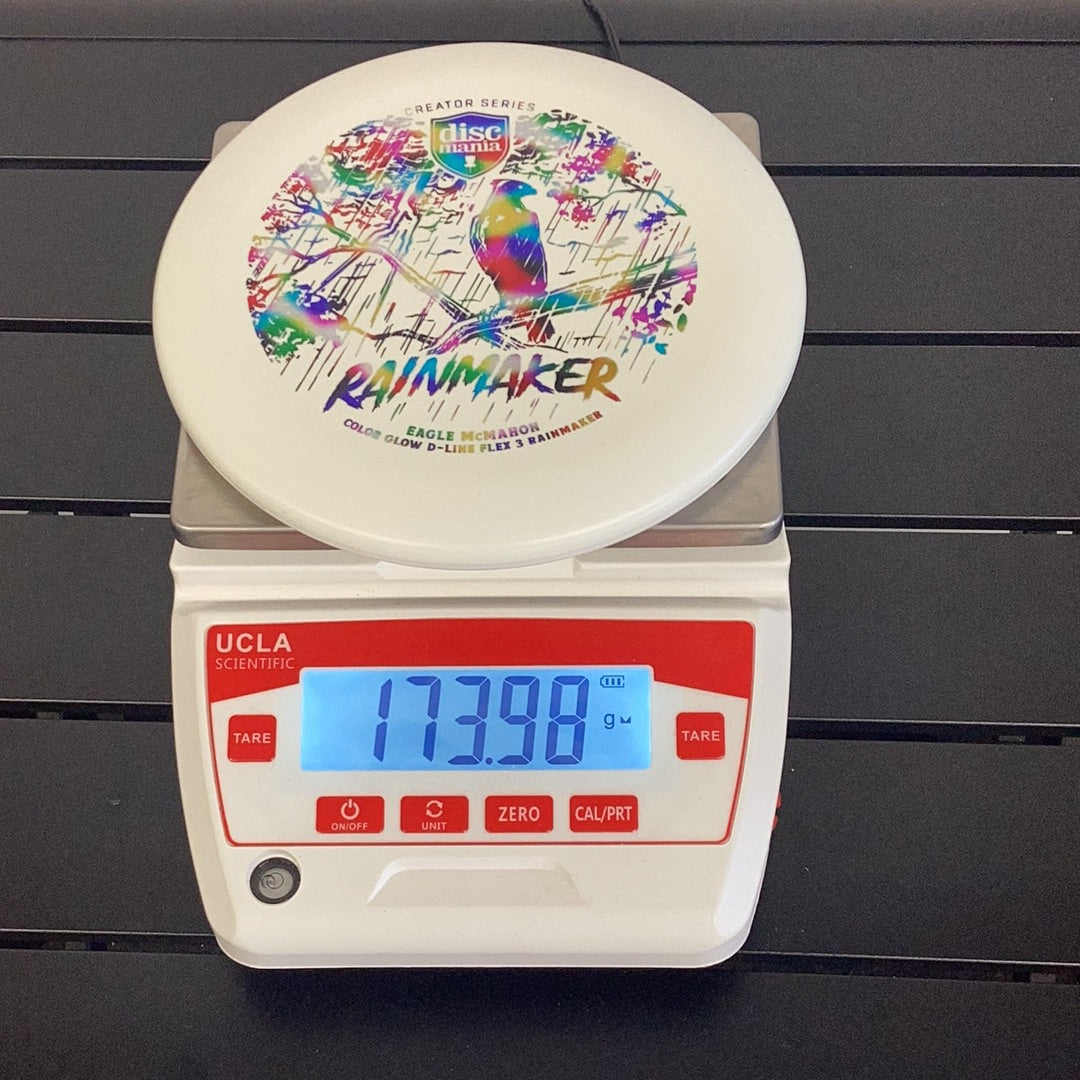 CREATOR SERIES
disc
mania
RAINMAKER
EAGLE McMAHON
COLOR GLOW D-LINE FLEX 3 RAINMAKER
UCLA
SCIENTIFIC
173.98
g
TARE
TARE
ON/OFF
UNIT
ZERO
CAL/PRT